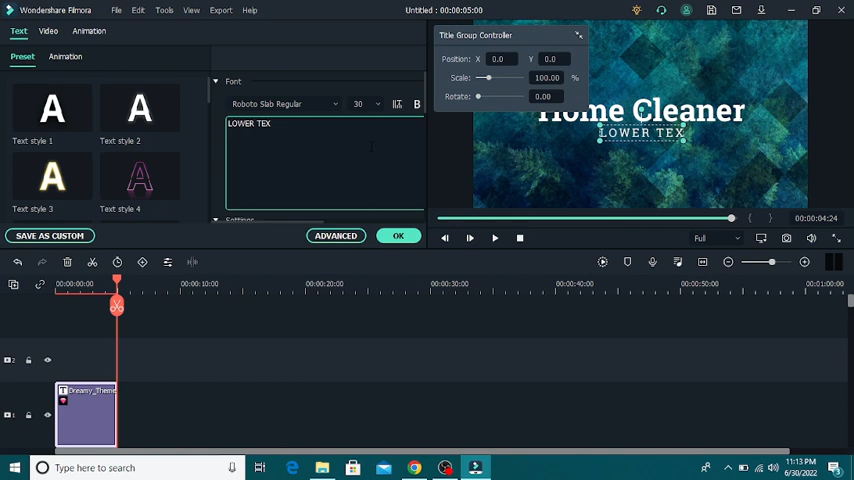 Wondershare Filmora File Edit Tools View Export Help Untitled : 00:00:05:00
Text Video Animation
Preset Animation
Text style 1 Text style 2
Text style 3 Text style 4
Font
Roboto Slab Regular 30 B
LOWER TEX
Settings
SAVE AS CUSTOM ADVANCED OK
Title Group Controller
Position: X 0.0 Y 0.0
Scale: 100.00 %
Rotate: 0.00
Home Cleaner
LOWER TEX
{ } 00:00:04:24
Full
00:00:00:00 00:00:10:00 00:00:20:00 00:00:30:00 00:00:40:00 00:00:50:00 00:01:00:00
2
T Dreamy_Theme
1
Type here to search
11:13 PM
6/30/2022
3